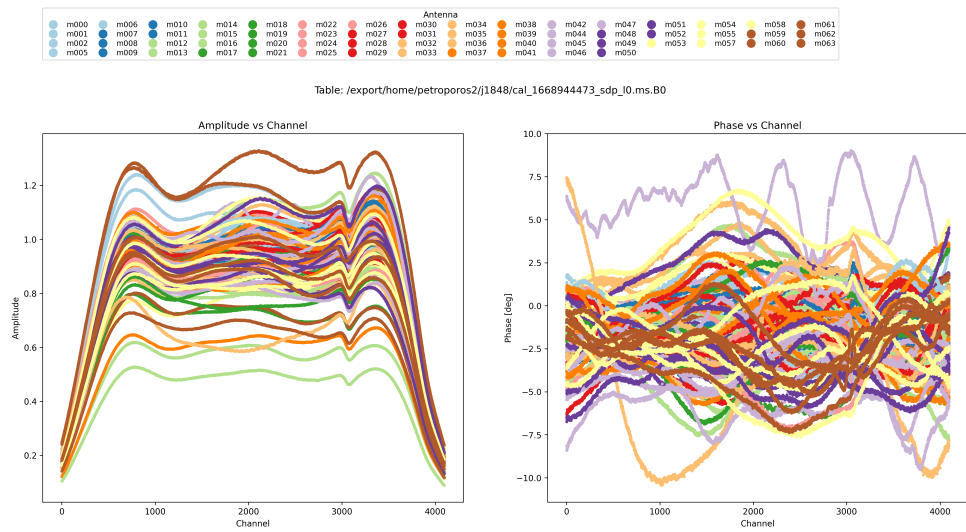 Antenna
m000 m006 m010 m014 m018 m022 m026 m030 m034 m038 m042 m047 m051 m054 m058 m061
m001 m007 m011 m015 m019 m023 m027 m031 m035 m039 m044 m048 m052 m055 m059 m062
m002 m008 m012 m016 m020 m024 m028 m032 m036 m040 m045 m049 m053 m057 m060 m063
m005 m009 m013 m017 m021 m025 m029 m033 m037 m041 m046 m050
Table: /export/home/petroporos2/j1848/cal_1668944473_sdp_l0.ms.B0
Amplitude vs Channel
Amplitude
1.2
1.0
0.8
0.6
0.4
0.2
0 1000 2000 3000 4000
Channel
Phase vs Channel
Phase [deg]
10.0
7.5
5.0
2.5
0.0
−2.5
−5.0
−7.5
−10.0
0 1000 2000 3000 4000
Channel